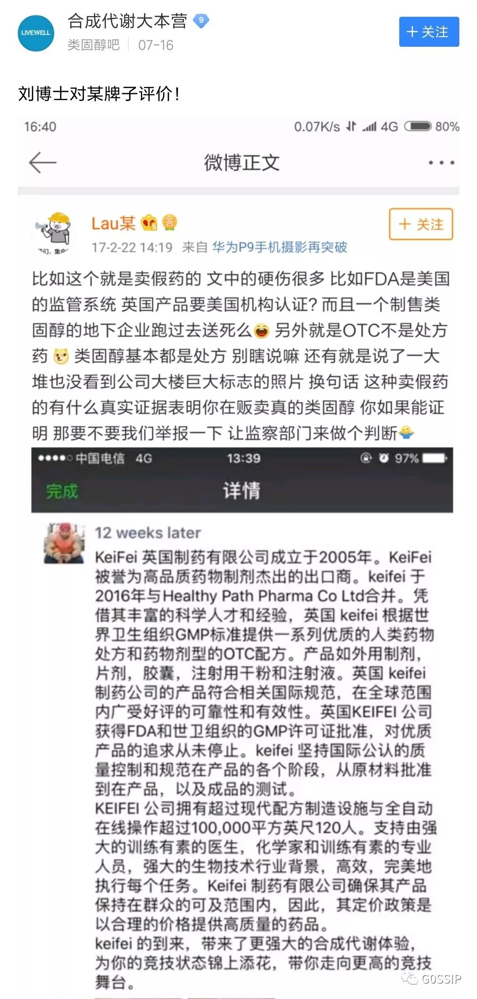 LIVEWELL
合成代谢大本营 9
类固醇吧 07-16
+ 关注
刘博士对某牌子评价!
16:40 0.07K/s 4G 80%
微博正文
Lau某 答
+ 关注
17-2-22 14:19 来自 华为P9手机摄影再突破
比如这个就是卖假药的 文中的硬伤很多 比如FDA是美国
的监管系统 英国产品要美国机构认证? 而且一个制售类
固醇的地下企业跑过去送死么 另外就是OTC不是处方
药 类固醇基本都是处方 别瞎说嘛 还有就是说了一大
堆也没看到公司大楼巨大标志的照片 换句话 这种卖假药
的有什么真实证据表明你在贩卖真的类固醇 你如果能证
明 那要不要我们举报一下 让监察部门来做个判断
中国电信 4G 13:39 97%
完成 详情
12 weeks later
KeiFei 英国制药有限公司成立于2005年。KeiFei
被誉为高品质药物制剂杰出的出口商。keifei 于
2016年与Healthy Path Pharma Co Ltd合并。凭
借其丰富的科学人才和经验，英国 keifei 根据世
界卫生组织GMP标准提供一系列优质的人类药物
处方和药物剂型的OTC配方。产品如外用制剂，
片剂，胶囊，注射用干粉和注射液。英国 keifei
制药公司的产品符合相关国际规范，在全球范围
内广受好评的可靠性和有效性。英国KEIFEI 公司
获得FDA和世卫组织的GMP许可证批准，对优质
产品的追求从未停止。keifei 坚持国际公认的质
量控制和规范在产品的各个阶段，从原材料批准
到在产品，以及成品的测试。
KEIFEI 公司拥有超过现代配方制造设施与全自动
在线操作超过100,000平方英尺120人。支持由强
大的训练有素的医生，化学家和训练有素的专业
人员，强大的生物技术行业背景，高效，完美地
执行每个任务。Keifei 制药有限公司确保其产品
保持在群众的可及范围内，因此，其定价政策是
以合理的价格提供高质量的药品。
keifei 的到来，带来了更强大的合成代谢体验，
为你的竞技状态锦上添花，带你走向更高的竞技
舞台。
G0SSIP